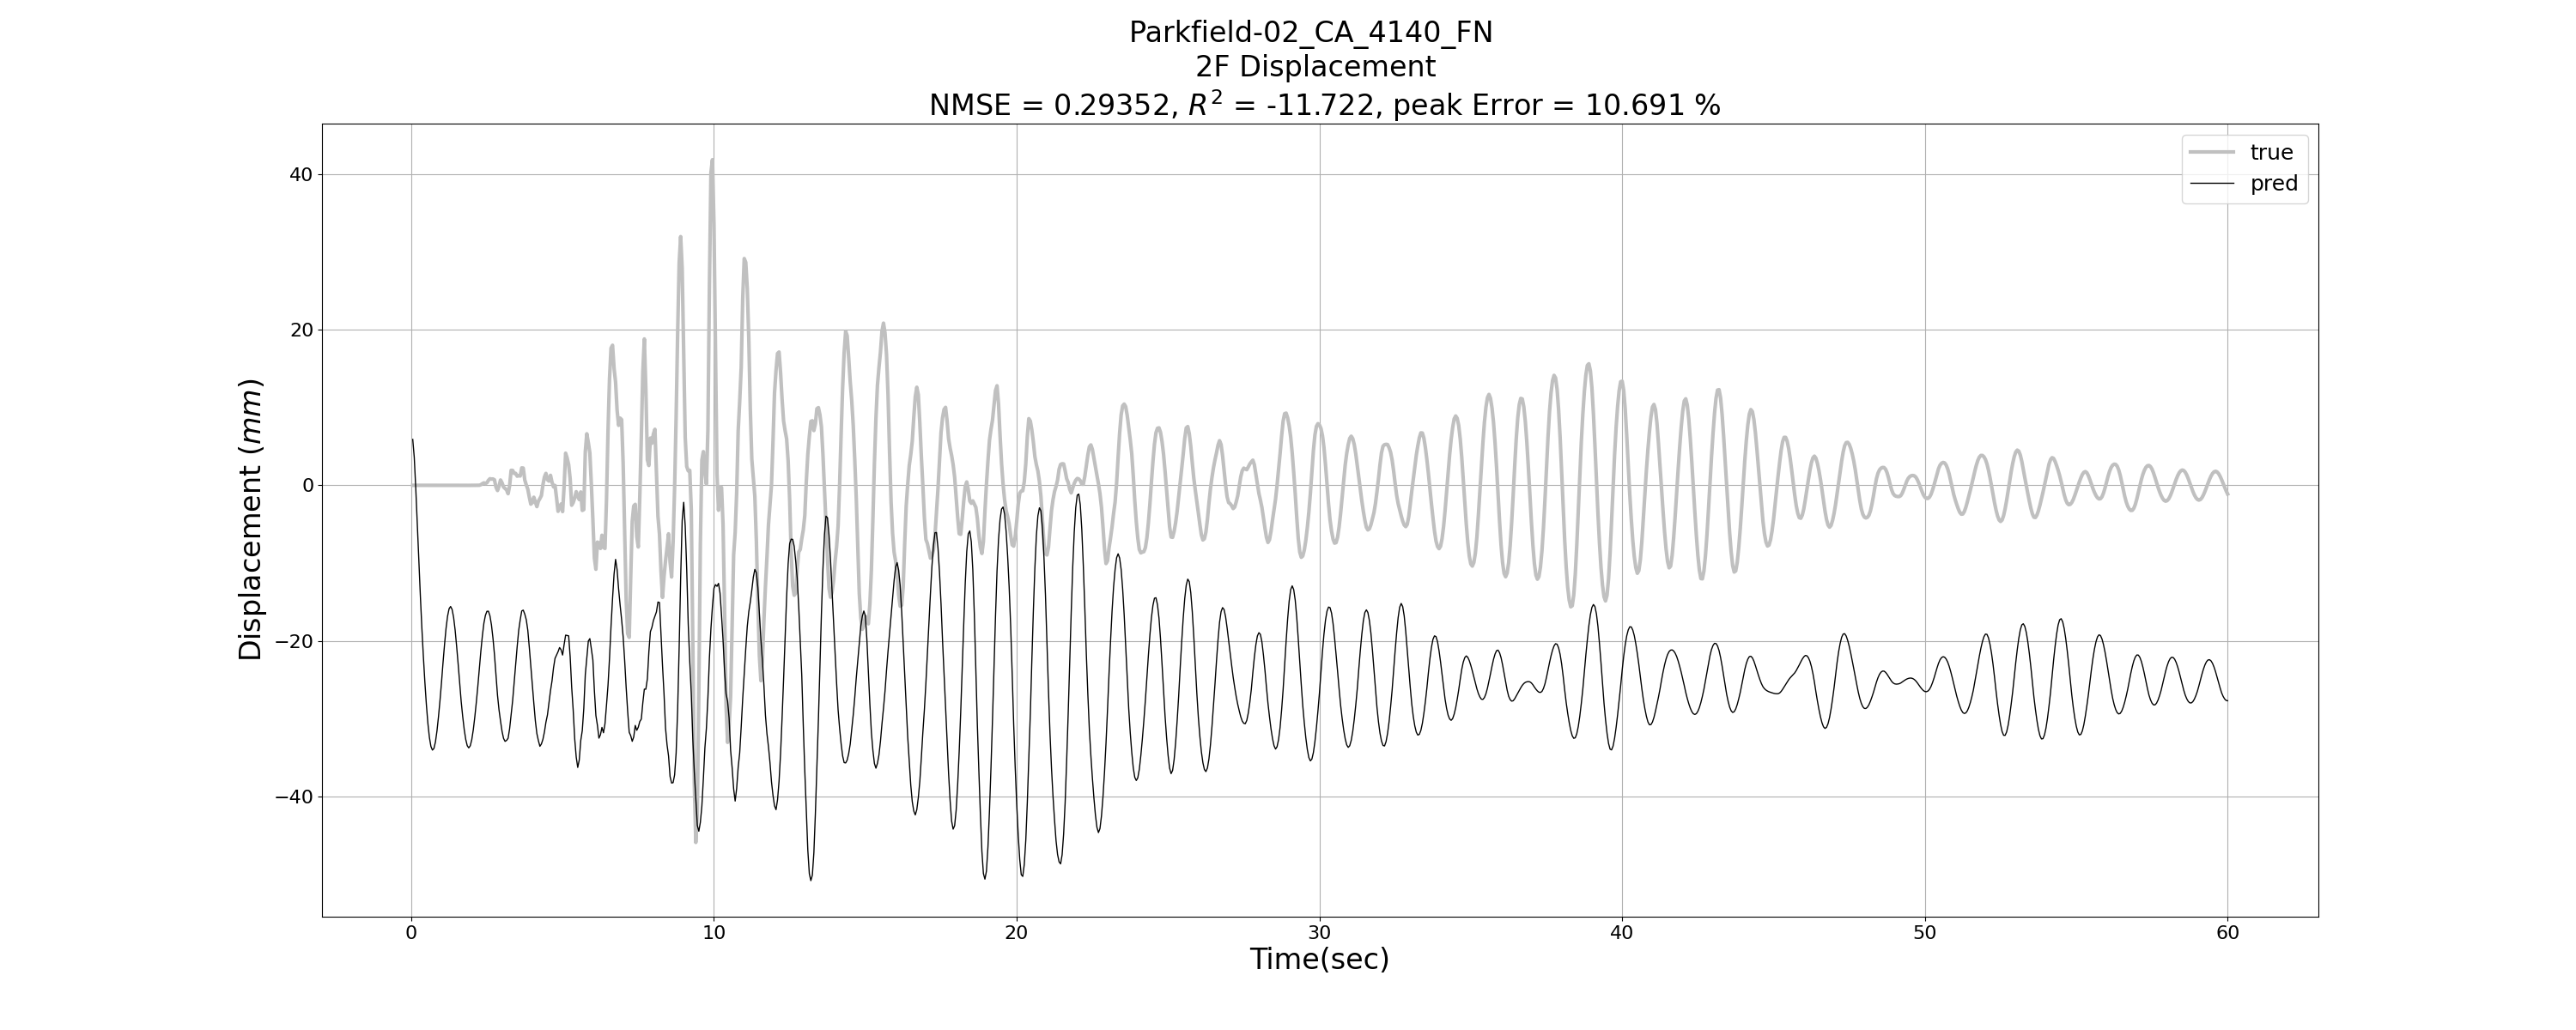 Parkfield-02_CA_4140_FN
2F Displacement
NMSE = 0.29352, R² = -11.722, peak Error = 10.691 %
true
pred
Displacement (mm)
40
20
0
−20
−40
0 10 20 30 40 50 60
Time(sec)